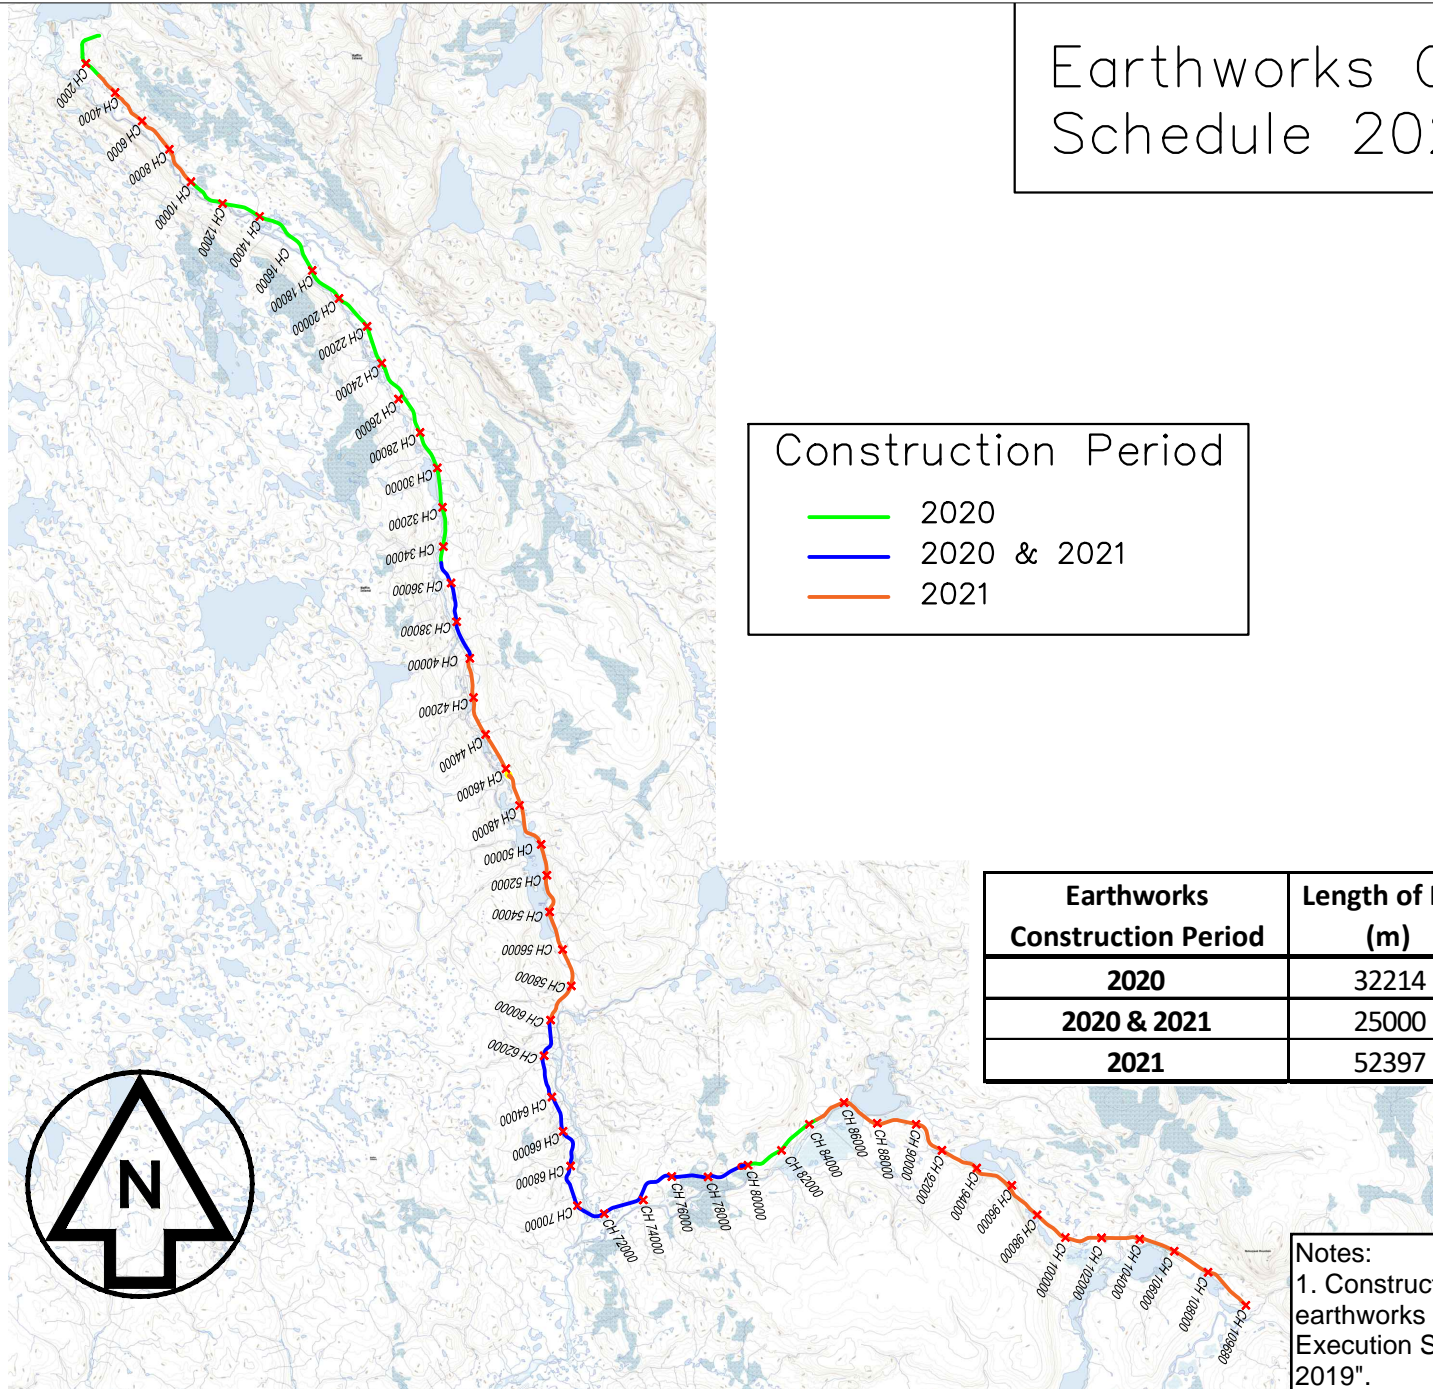 Earthworks
Schedule
Construction Period
2020
2020 & 2021
2021
Earthworks
Construction Period
Length of
(m)
2020
32214
2020 & 2021
25000
2021
52397
N
Notes:
1. Construct
earthworks
Execution S
2019".
CH 2000
CH 4000
CH 6000
CH 8000
CH 10000
CH 12000
CH 14000
CH 16000
CH 18000
CH 20000
CH 22000
CH 24000
CH 26000
CH 28000
CH 30000
CH 32000
CH 34000
CH 36000
CH 38000
CH 40000
CH 42000
CH 44000
CH 46000
CH 48000
CH 50000
CH 52000
CH 54000
CH 56000
CH 58000
CH 60000
CH 62000
CH 64000
CH 66000
CH 68000
CH 70000
CH 72000
CH 74000
CH 76000
CH 78000
CH 80000
CH 82000
CH 84000
CH 86000
CH 88000
CH 90000
CH 92000
CH 94000
CH 96000
CH 98000
CH 100000
CH 102000
CH 104000
CH 106000
CH 108000
CH 109680